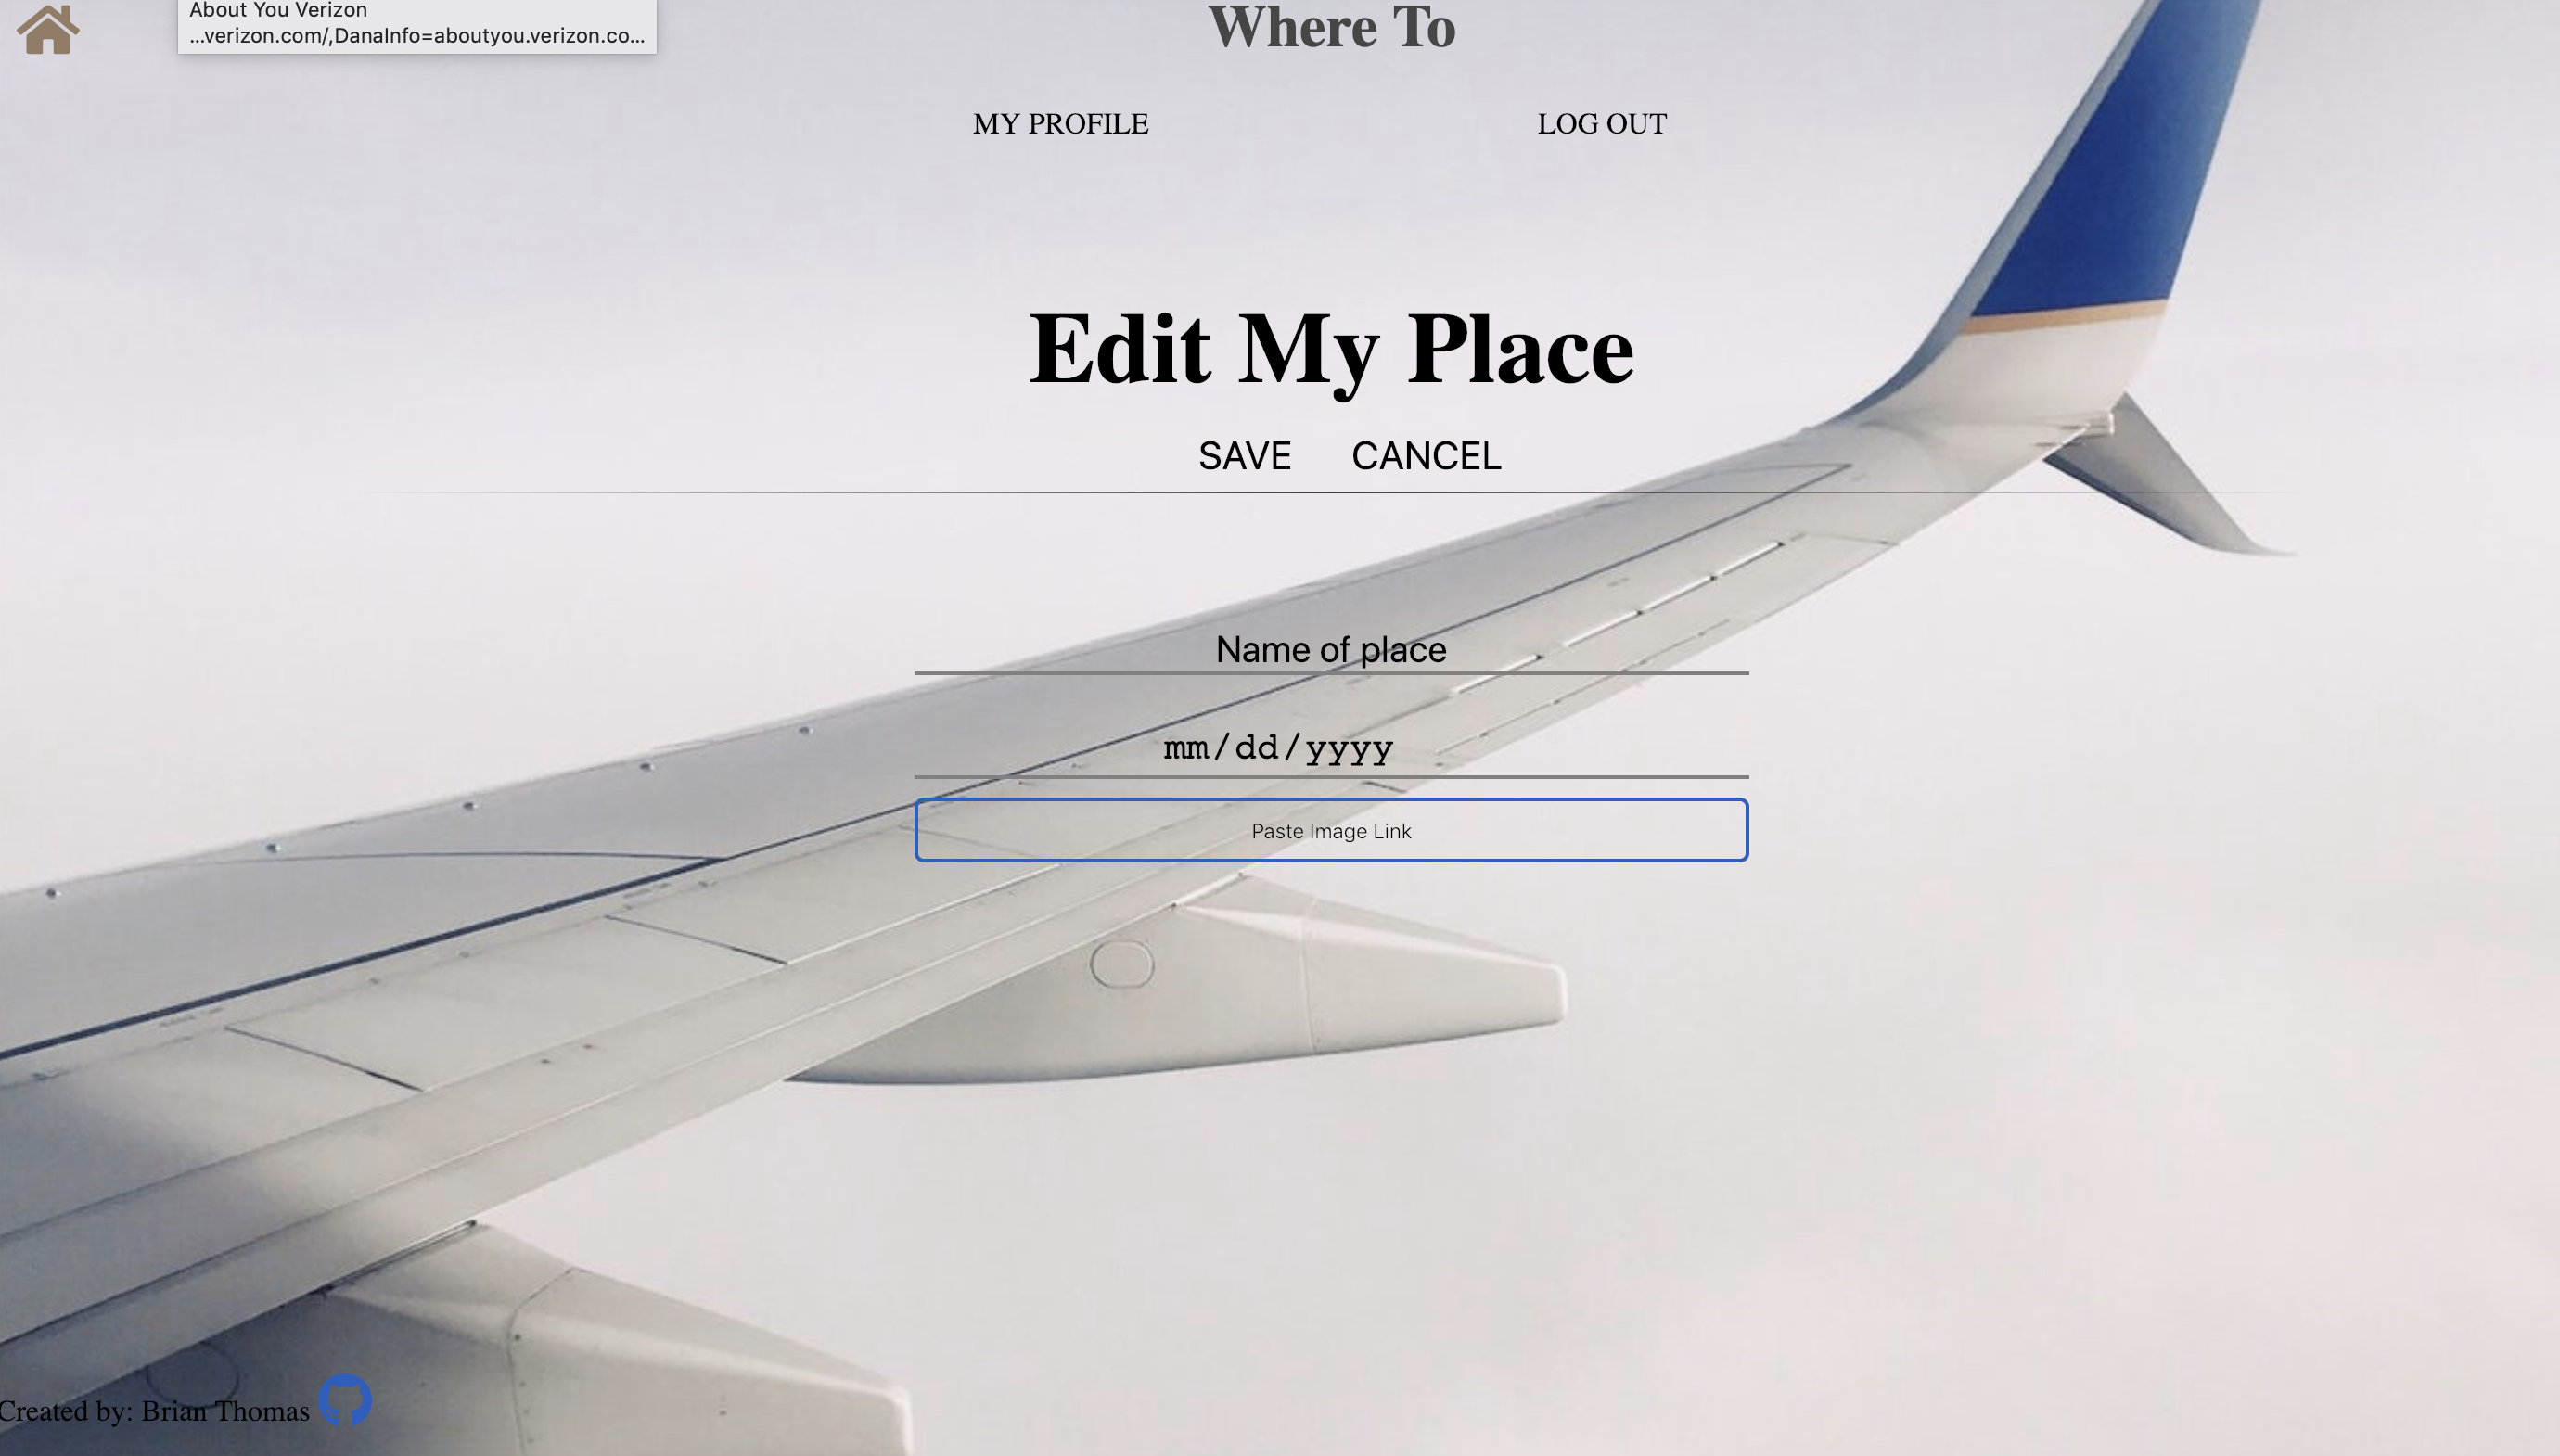 About You Verizon
...verizon.com/,DanaInfo=aboutyou.verizon.co...
Where To
MY PROFILE LOG OUT
Edit My Place
SAVE CANCEL
Name of place
mm/dd/yyyy
Paste Image Link
Created by: Brian Thomas